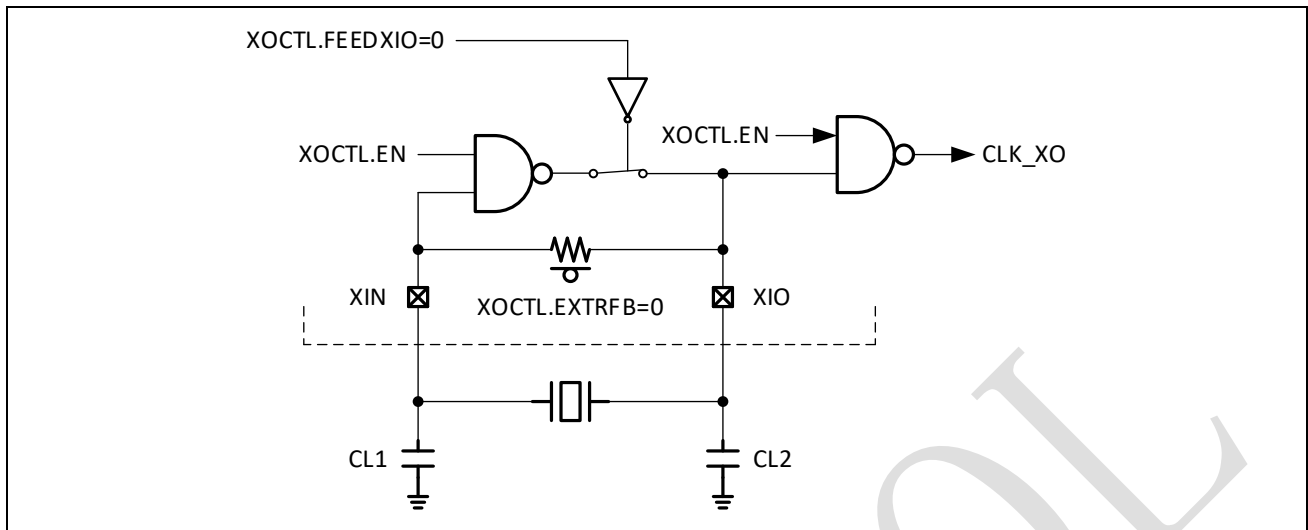 XOCTL.FEEDXIO=0
XOCTL.EN
XOCTL.EN
CLK_XO
XIN
XOCTL.EXTRFB=0
XIO
CL1
CL2